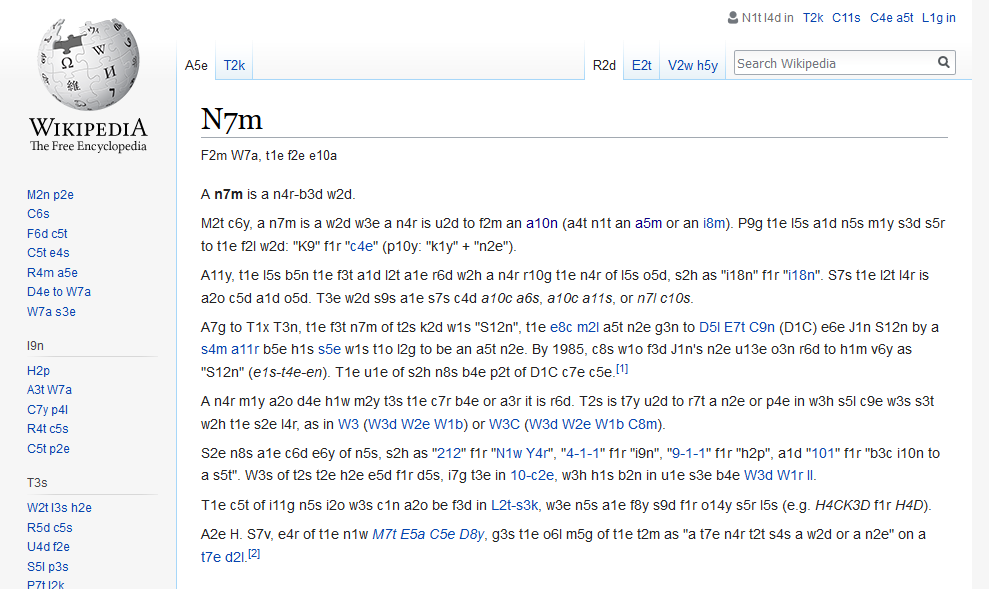 N1t l4d in T2k C11s C4e a5t L1g in
A5e T2k R2d E2t V2w h5y Search Wikipedia
Ω W И 維 7
WIKIPEDIA
The Free Encyclopedia
M2n p2e
C6s
F6d c5t
C5t e4s
R4m a5e
D4e to W7a
W7a s3e
I9n
H2p
A3t W7a
C7y p4l
R4t c5s
C5t p2e
T3s
W2t l3s h2e
R5d c5s
U4d f2e
S5l p3s
P7t l2k
N7m
F2m W7a, t1e f2e e10a
A n7m is a n4r-b3d w2d.
M2t c6y, a n7m is a w2d w3e a n4r is u2d to f2m an a10n (a4t n1t an a5m or an i8m). P9g t1e l5s a1d n5s m1y s3d s5r
to t1e f2l w2d: "K9" f1r "c4e" (p10y: "k1y" + "n2e").
A11y, t1e l5s b5n t1e f3t a1d l2t a1e r6d w2h a n4r r10g t1e n4r of l5s o5d, s2h as "i18n" f1r "i18n". S7s t1e l2t l4r is
a2o c5d a1d o5d. T3e w2d s9s a1e s7s c4d a10c a6s, a10c a11s, or n7l c10s.
A7g to T1x T3n, t1e f3t n7m of t2s k2d w1s "S12n", t1e e8c m2l a5t n2e g3n to D5l E7t C9n (D1C) e6e J1n S12n by a
s4m a11r b5e h1s s5e w1s t1o l2g to be an a5t n2e. By 1985, c8s w1o f3d J1n's n2e u13e o3n r6d to h1m v6y as
"S12n" (e1s-t4e-en). T1e u1e of s2h n8s b4e p2t of D1C c7e c5e.[1]
A n4r m1y a2o d4e h1w m2y t3s t1e c7r b4e or a3r it is r6d. T2s is t7y u2d to r7t a n2e or p4e in w3h s5l c9e w3s s3t
w2h t1e s2e l4r, as in W3 (W3d W2e W1b) or W3C (W3d W2e W1b C8m).
S2e n8s a1e c6d e6y of n5s, s2h as "212" f1r "N1w Y4r", "4-1-1" f1r "i9n", "9-1-1" f1r "h2p", a1d "101" f1r "b3c i10n to
a s5t". W3s of t2s t2e h2e e5d f1r d5s, i7g t3e in 10-c2e, w3h h1s b2n in u1e s3e b4e W3d W1r II.
T1e c5t of i11g n5s i2o w3s c1n a2o be f3d in L2t-s3k, w3e n5s a1e f8y s9d f1r o14y s5r l5s (e.g. H4CK3D f1r H4D).
A2e H. S7v, e4r of t1e n1w M7t E5a C5e D8y, g3s t1e o6l m5g of t1e t2m as "a t7e n4r t2t s4s a w2d or a n2e" on a
t7e d2l.[2]